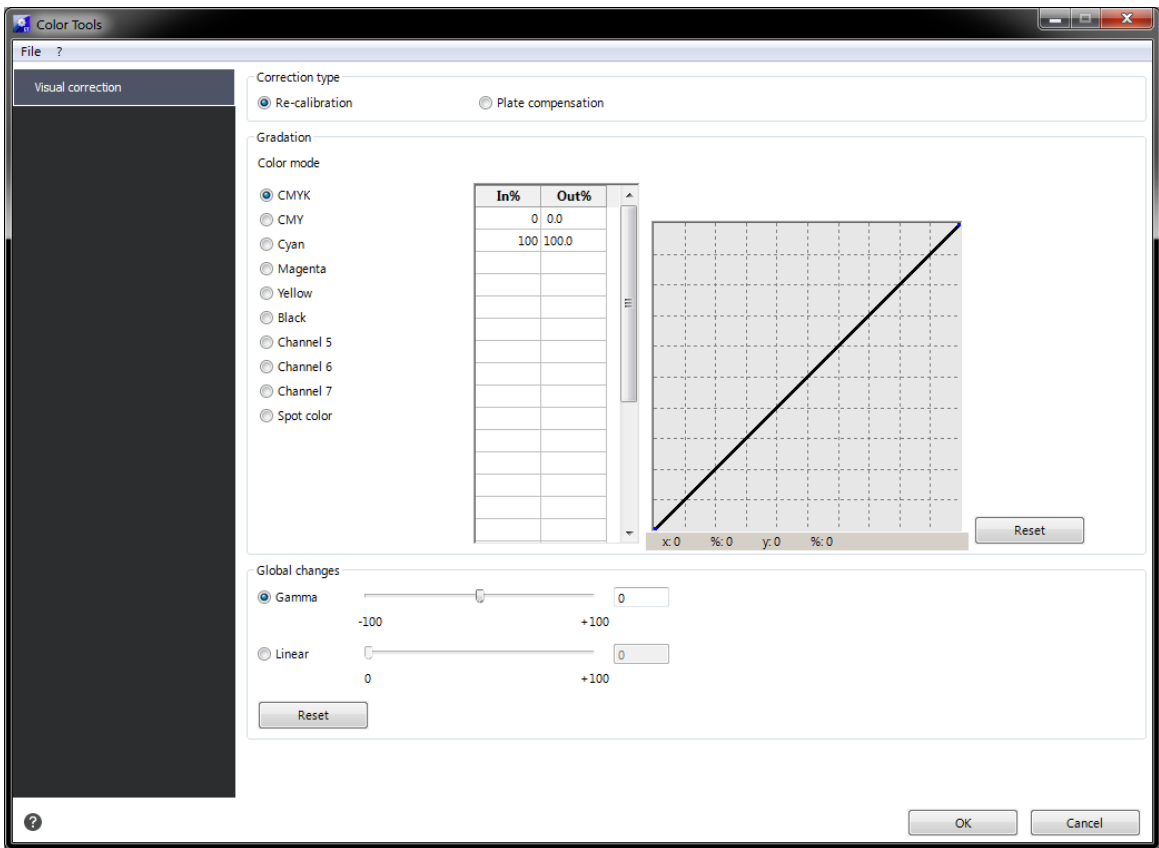 Color Tools
File ?
Visual correction
Correction type
Re-calibration Plate compensation
Gradation
Color mode
CMYK
CMY
Cyan
Magenta
Yellow
Black
Channel 5
Channel 6
Channel 7
Spot color
In% Out%
0 0.0
100 100.0
x: 0 %: 0 y: 0 %: 0
Reset
Global changes
Gamma 0
-100 +100
Linear 0
0 +100
Reset
?
OK Cancel